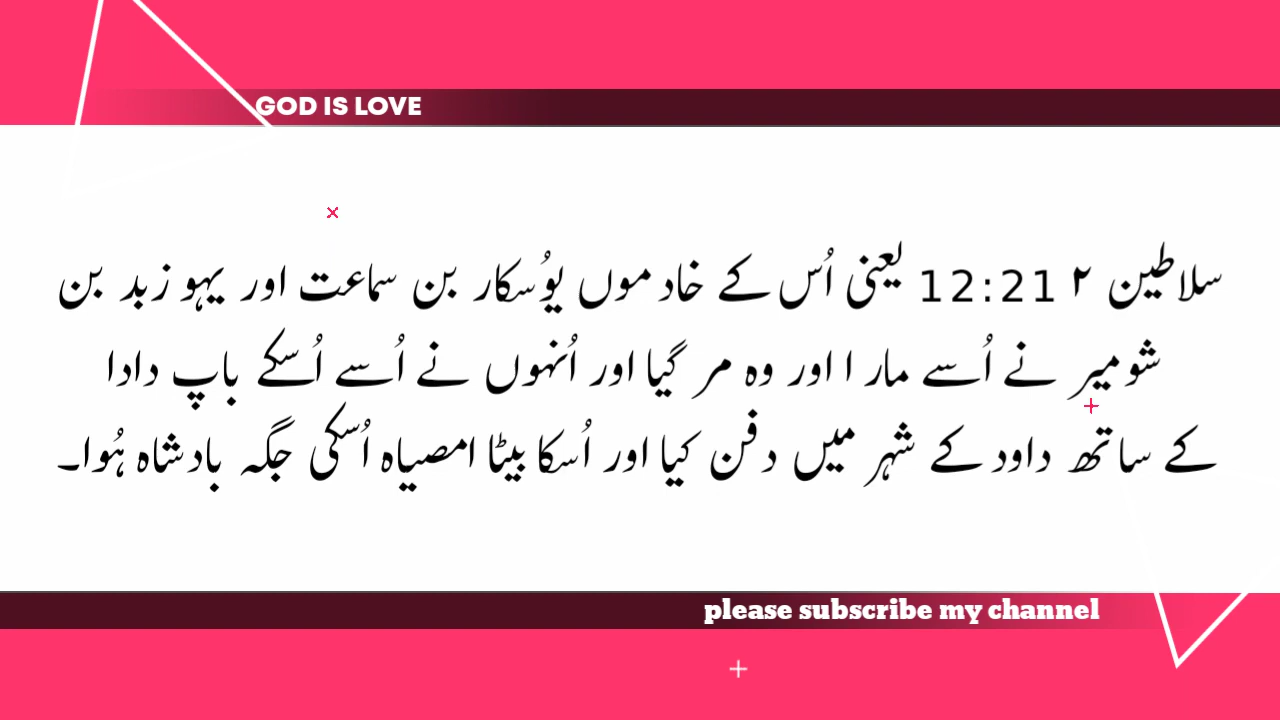 GOD IS LOVE
سلاطین ۲ 12:21 یعنی اُس کے خادموں یوُسکار بن سماعت اور یہو زبد بن
شومیر نے اُسے مار ا اور وہ مر گیا اور اُنہوں نے اُسے اُسکے باپ دادا
کے ساتھ داود کے شہر میں دفن کیا اور اُسکا بیٹا امصیاہ اُسکی جگہ بادشاہ ہُوا۔
please subscribe my channel